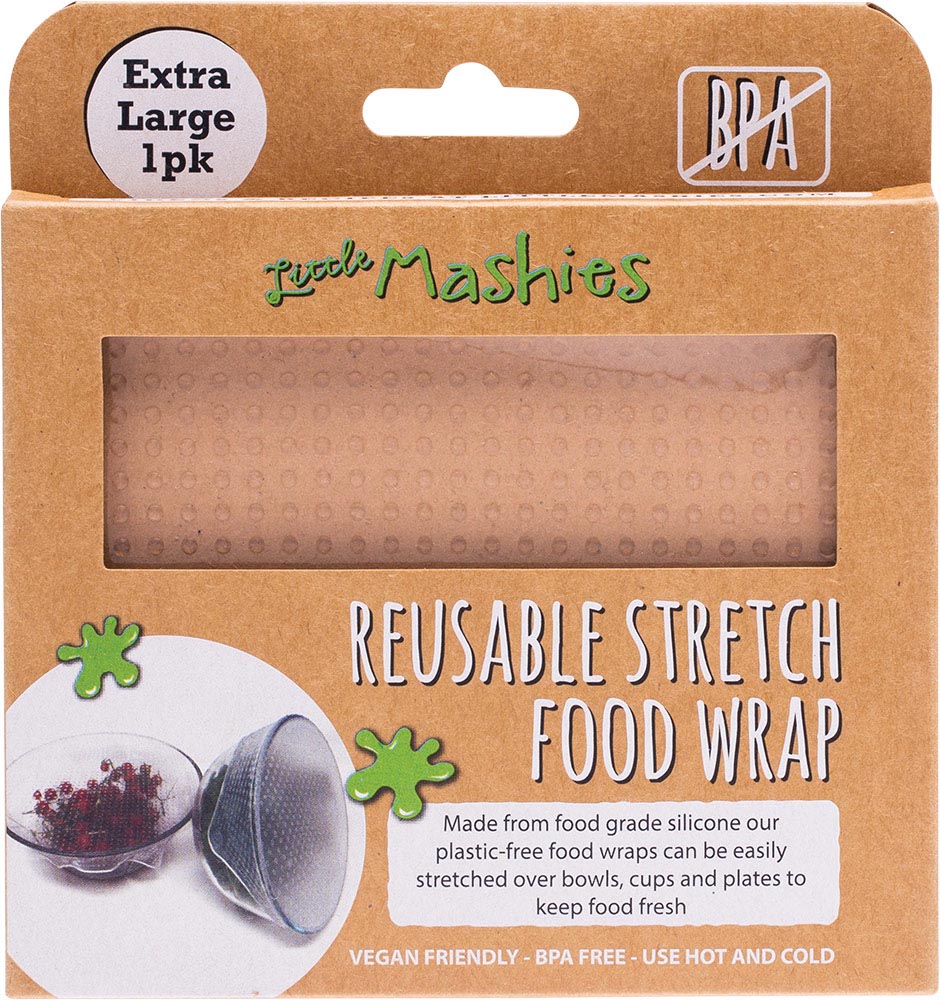 Extra
Large
1pk
BPA
Little Mashies
REUSABLE STRETCH
FOOD WRAP
Made from food grade silicone our
plastic-free food wraps can be easily
stretched over bowls, cups and plates to
keep food fresh
VEGAN FRIENDLY - BPA FREE - USE HOT AND COLD